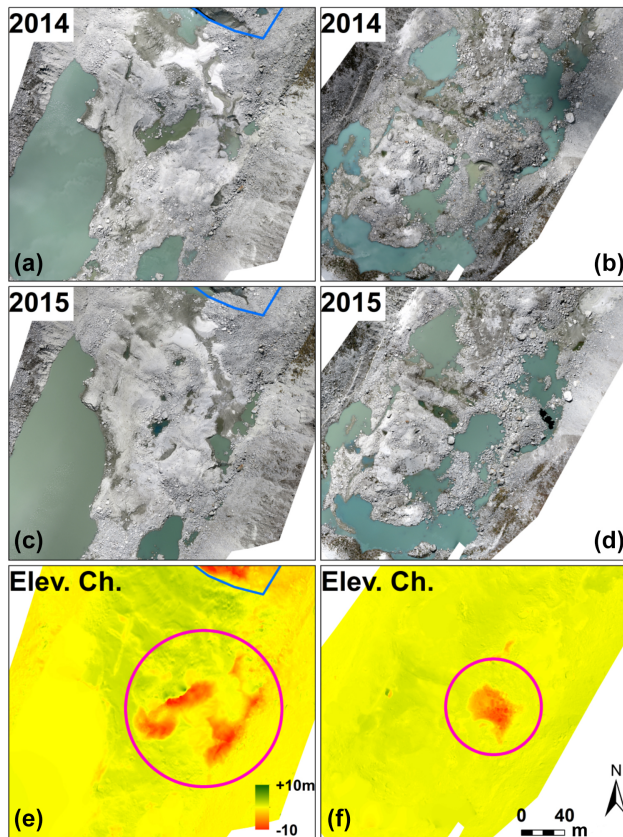 2014
(a)
(b)
2014
2015
(c)
2015
(d)
Elev. Ch.
+10m
-10
(e)
Elev. Ch.
N
0 40
m
(f)